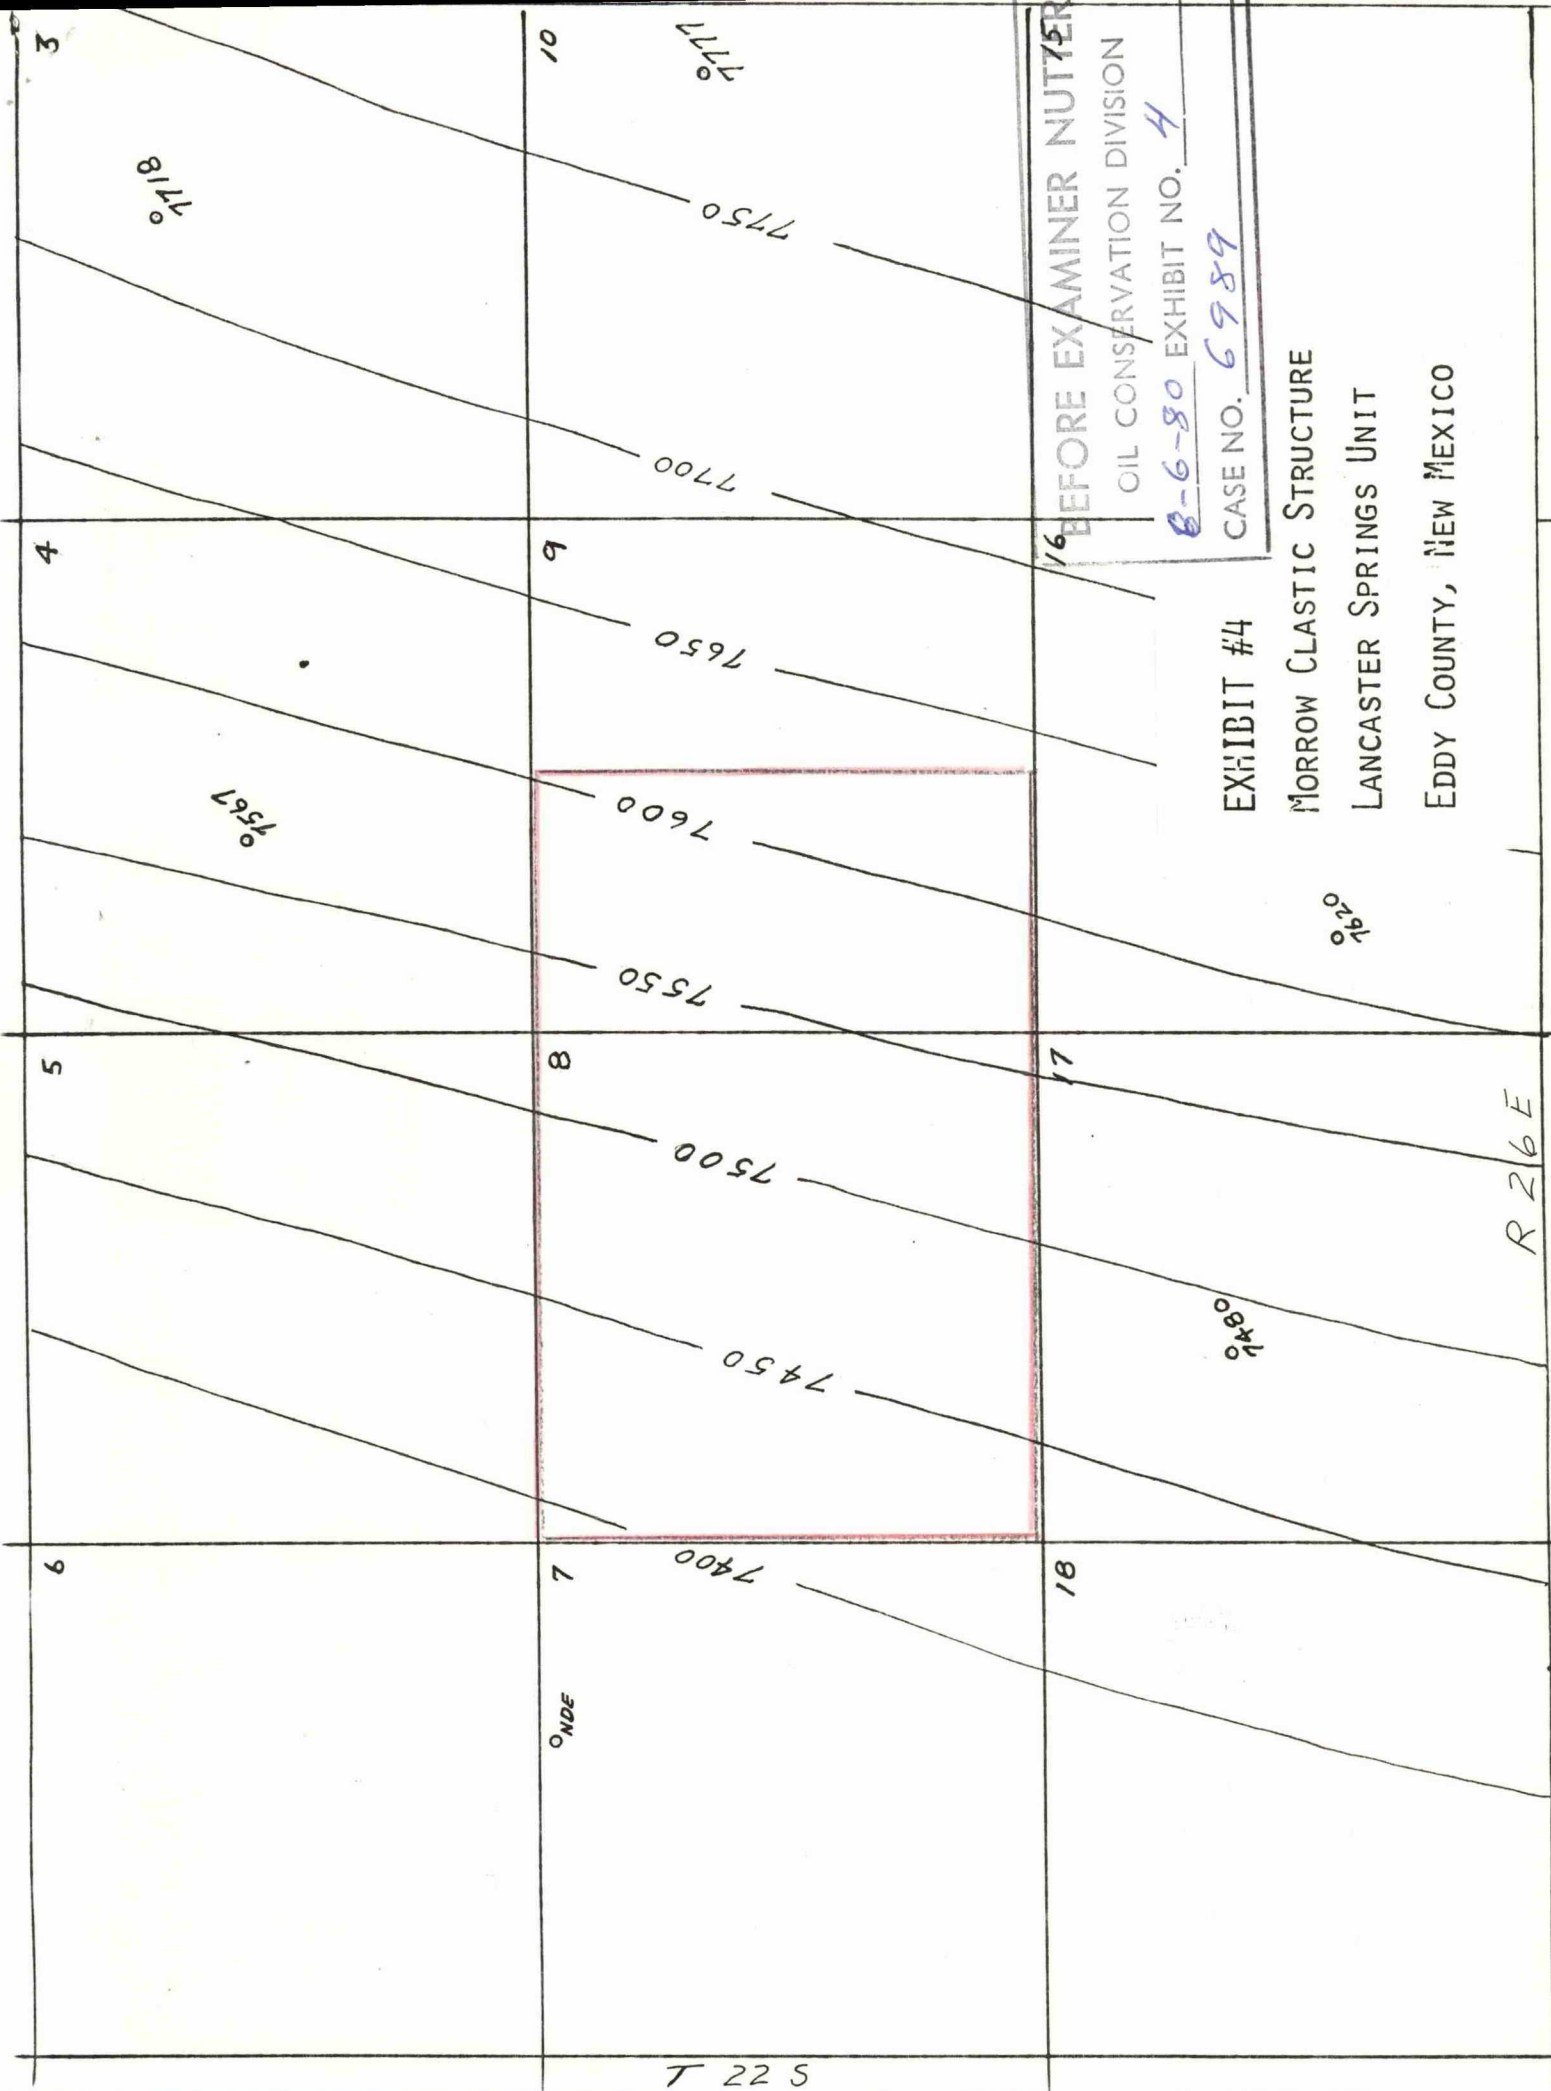 6
5
4
3
7
8
9
10
18
17
16
15
7400
7450
7500
7550
7600
7650
7700
7750
NDE
7567
7718
7771
7480
7620
T 22 S
R 26 E
BEFORE EXAMINER NUTTER
OIL CONSERVATION DIVISION
8-6-80 EXHIBIT NO. 4
CASE NO. 6989
EXHIBIT #4
MORROW CLASTIC STRUCTURE
LANCASTER SPRINGS UNIT
EDDY COUNTY, NEW MEXICO